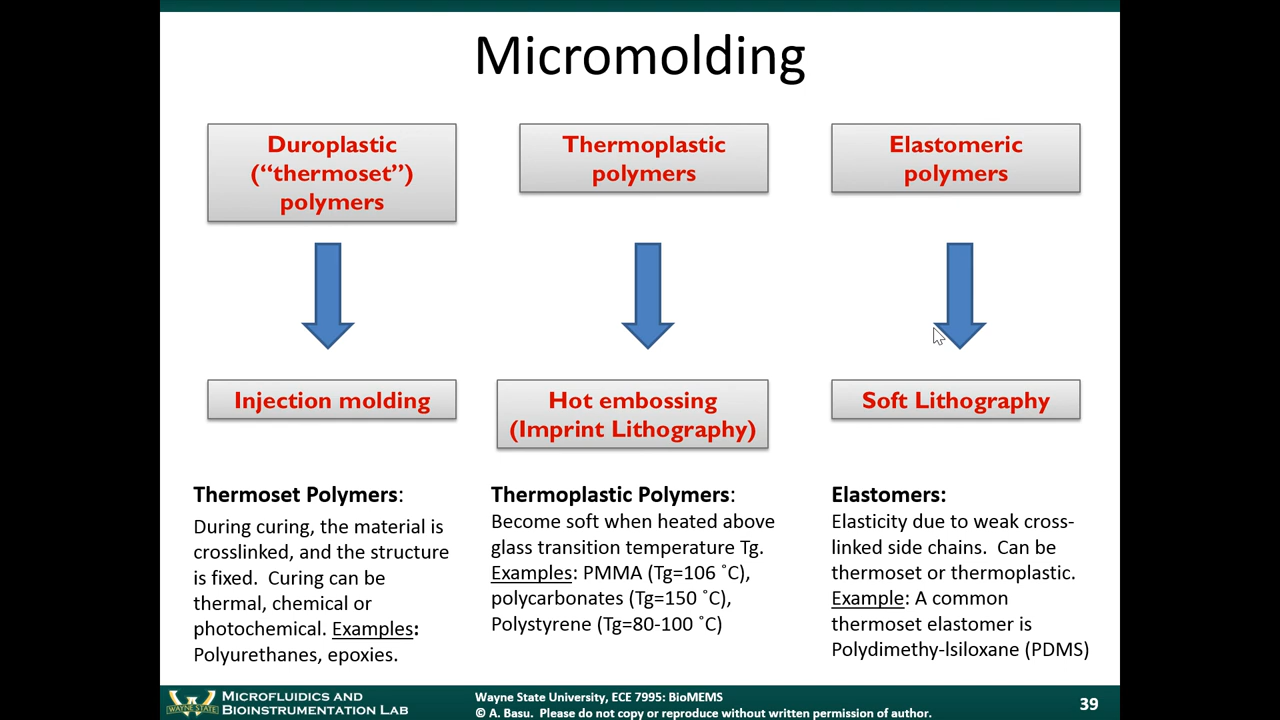 Micromolding
Duroplastic
(“thermoset”)
polymers
Thermoplastic
polymers
Elastomeric
polymers
Injection molding
Hot embossing
(Imprint Lithography)
Soft Lithography
Thermoset Polymers:
During curing, the material is
crosslinked, and the structure
is fixed.  Curing can be
thermal, chemical or
photochemical. Examples:
Polyurethanes, epoxies.
Thermoplastic Polymers:
Become soft when heated above
glass transition temperature Tg.
Examples: PMMA (Tg=106 ˚C),
polycarbonates (Tg=150 ˚C),
Polystyrene (Tg=80-100 ˚C)
Elastomers:
Elasticity due to weak cross-
linked side chains.  Can be
thermoset or thermoplastic.
Example: A common
thermoset elastomer is
Polydimethy-lsiloxane (PDMS)
WAYNE STATE
Microfluidics and
Bioinstrumentation Lab
Wayne State University, ECE 7995: BioMEMS
© A. Basu.  Please do not copy or reproduce without written permission of author.
39